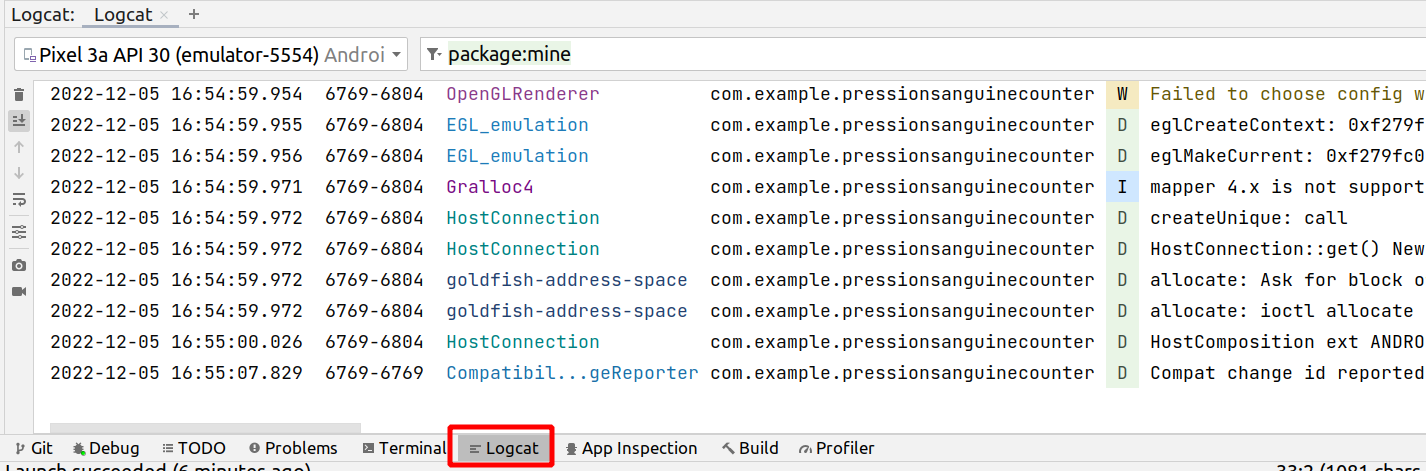 Logcat: Logcat × +
Pixel 3a API 30 (emulator-5554) Androi package:mine
2022-12-05 16:54:59.954 6769-6804 OpenGLRenderer com.example.pressionsanguinecounter W Failed to choose config w
2022-12-05 16:54:59.955 6769-6804 EGL_emulation com.example.pressionsanguinecounter D eglCreateContext: 0xf279f
2022-12-05 16:54:59.956 6769-6804 EGL_emulation com.example.pressionsanguinecounter D eglMakeCurrent: 0xf279fc0
2022-12-05 16:54:59.971 6769-6804 Gralloc4 com.example.pressionsanguinecounter I mapper 4.x is not support
2022-12-05 16:54:59.972 6769-6804 HostConnection com.example.pressionsanguinecounter D createUnique: call
2022-12-05 16:54:59.972 6769-6804 HostConnection com.example.pressionsanguinecounter D HostConnection::get() New
2022-12-05 16:54:59.972 6769-6804 goldfish-address-space com.example.pressionsanguinecounter D allocate: Ask for block o
2022-12-05 16:54:59.972 6769-6804 goldfish-address-space com.example.pressionsanguinecounter D allocate: ioctl allocate
2022-12-05 16:55:00.026 6769-6804 HostConnection com.example.pressionsanguinecounter D HostComposition ext ANDRO
2022-12-05 16:55:07.829 6769-6769 Compatibil...geReporter com.example.pressionsanguinecounter D Compat change id reported
Git Debug TODO Problems Terminal Logcat App Inspection Build Profiler
Launch succeeded (6 minutes ago) 33:2 (1081 chars